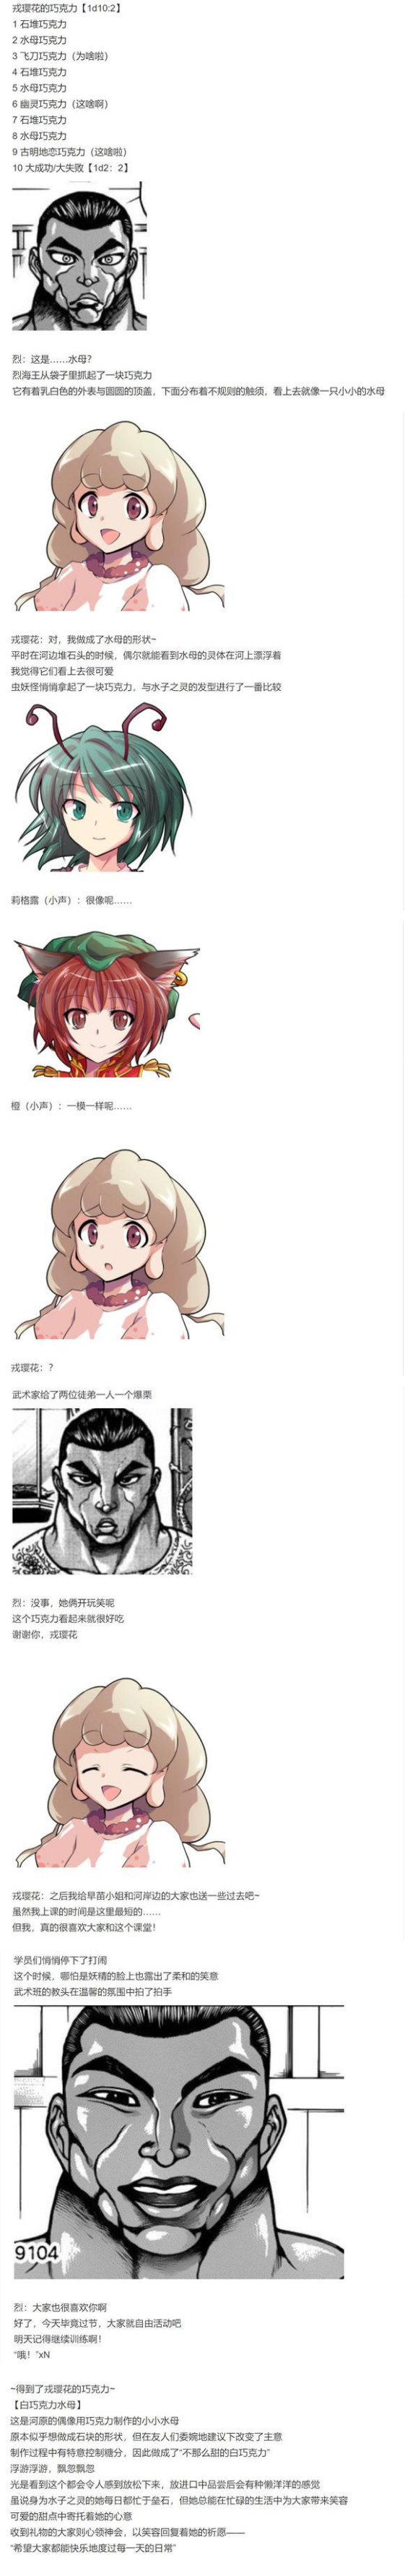 戎璎花的巧克力【1d10:2】
1 石堆巧克力
2 水母巧克力
3 飞刀巧克力（为啥啦）
4 石堆巧克力
5 水母巧克力
6 幽灵巧克力（这啥啊）
7 石堆巧克力
8 水母巧克力
9 古明地恋巧克力（这啥啦）
10 大成功/大失败【1d2：2】
烈：这是……水母？
烈海王从袋子里抓起了一块巧克力
它有着乳白色的外表与圆圆的顶盖，下面分布着不规则的触须，看上去就像一只小小的水母
戎璎花：对，我做成了水母的形状~
平时在河边堆石头的时候，偶尔就能看到水母的灵体在河上漂浮着
我觉得它们看上去很可爱
虫妖怪悄悄拿起了一块巧克力，与水子之灵的发型进行了一番比较
莉格露（小声）：很像呢……
橙（小声）：一模一样呢……
戎璎花：？
武术家给了两位徒弟一人一个爆栗
烈：没事，她俩开玩笑呢
这个巧克力看起来就很好吃
谢谢你，戎璎花
戎璎花：之后我给早苗小姐和河岸边的大家也送一些过去吧~
虽然我上课的时间是这里最短的……
但我，真的很喜欢大家和这个课堂！
学员们悄悄停下了打闹
这个时候，哪怕是妖精的脸上也露出了柔和的笑意
武术班的教头在温馨的氛围中拍了拍手
9104
烈：大家也很喜欢你啊
好了，今天毕竟过节，大家就自由活动吧
明天记得继续训练啊！
“哦！”xN
~得到了戎璎花的巧克力~
【白巧克力水母】
这是河原的偶像用巧克力制作的小小水母
原本似乎想做成石块的形状，但在友人们委婉地建议下改变了主意
制作过程中有特意控制糖分，因此做成了“不那么甜的白巧克力”
浮游浮游，飘忽飘忽
光是看到这个都会令人感到放松下来，放进口中品尝后会有种懒洋洋的感觉
虽说身为水子之灵的她每日都忙于垒石，但她总能在忙碌的生活中为大家带来笑容
可爱的甜点中寄托着她的心意
收到礼物的大家则心领神会，以笑容回复着她的祈愿——
“希望大家都能快乐地度过每一天的日常”